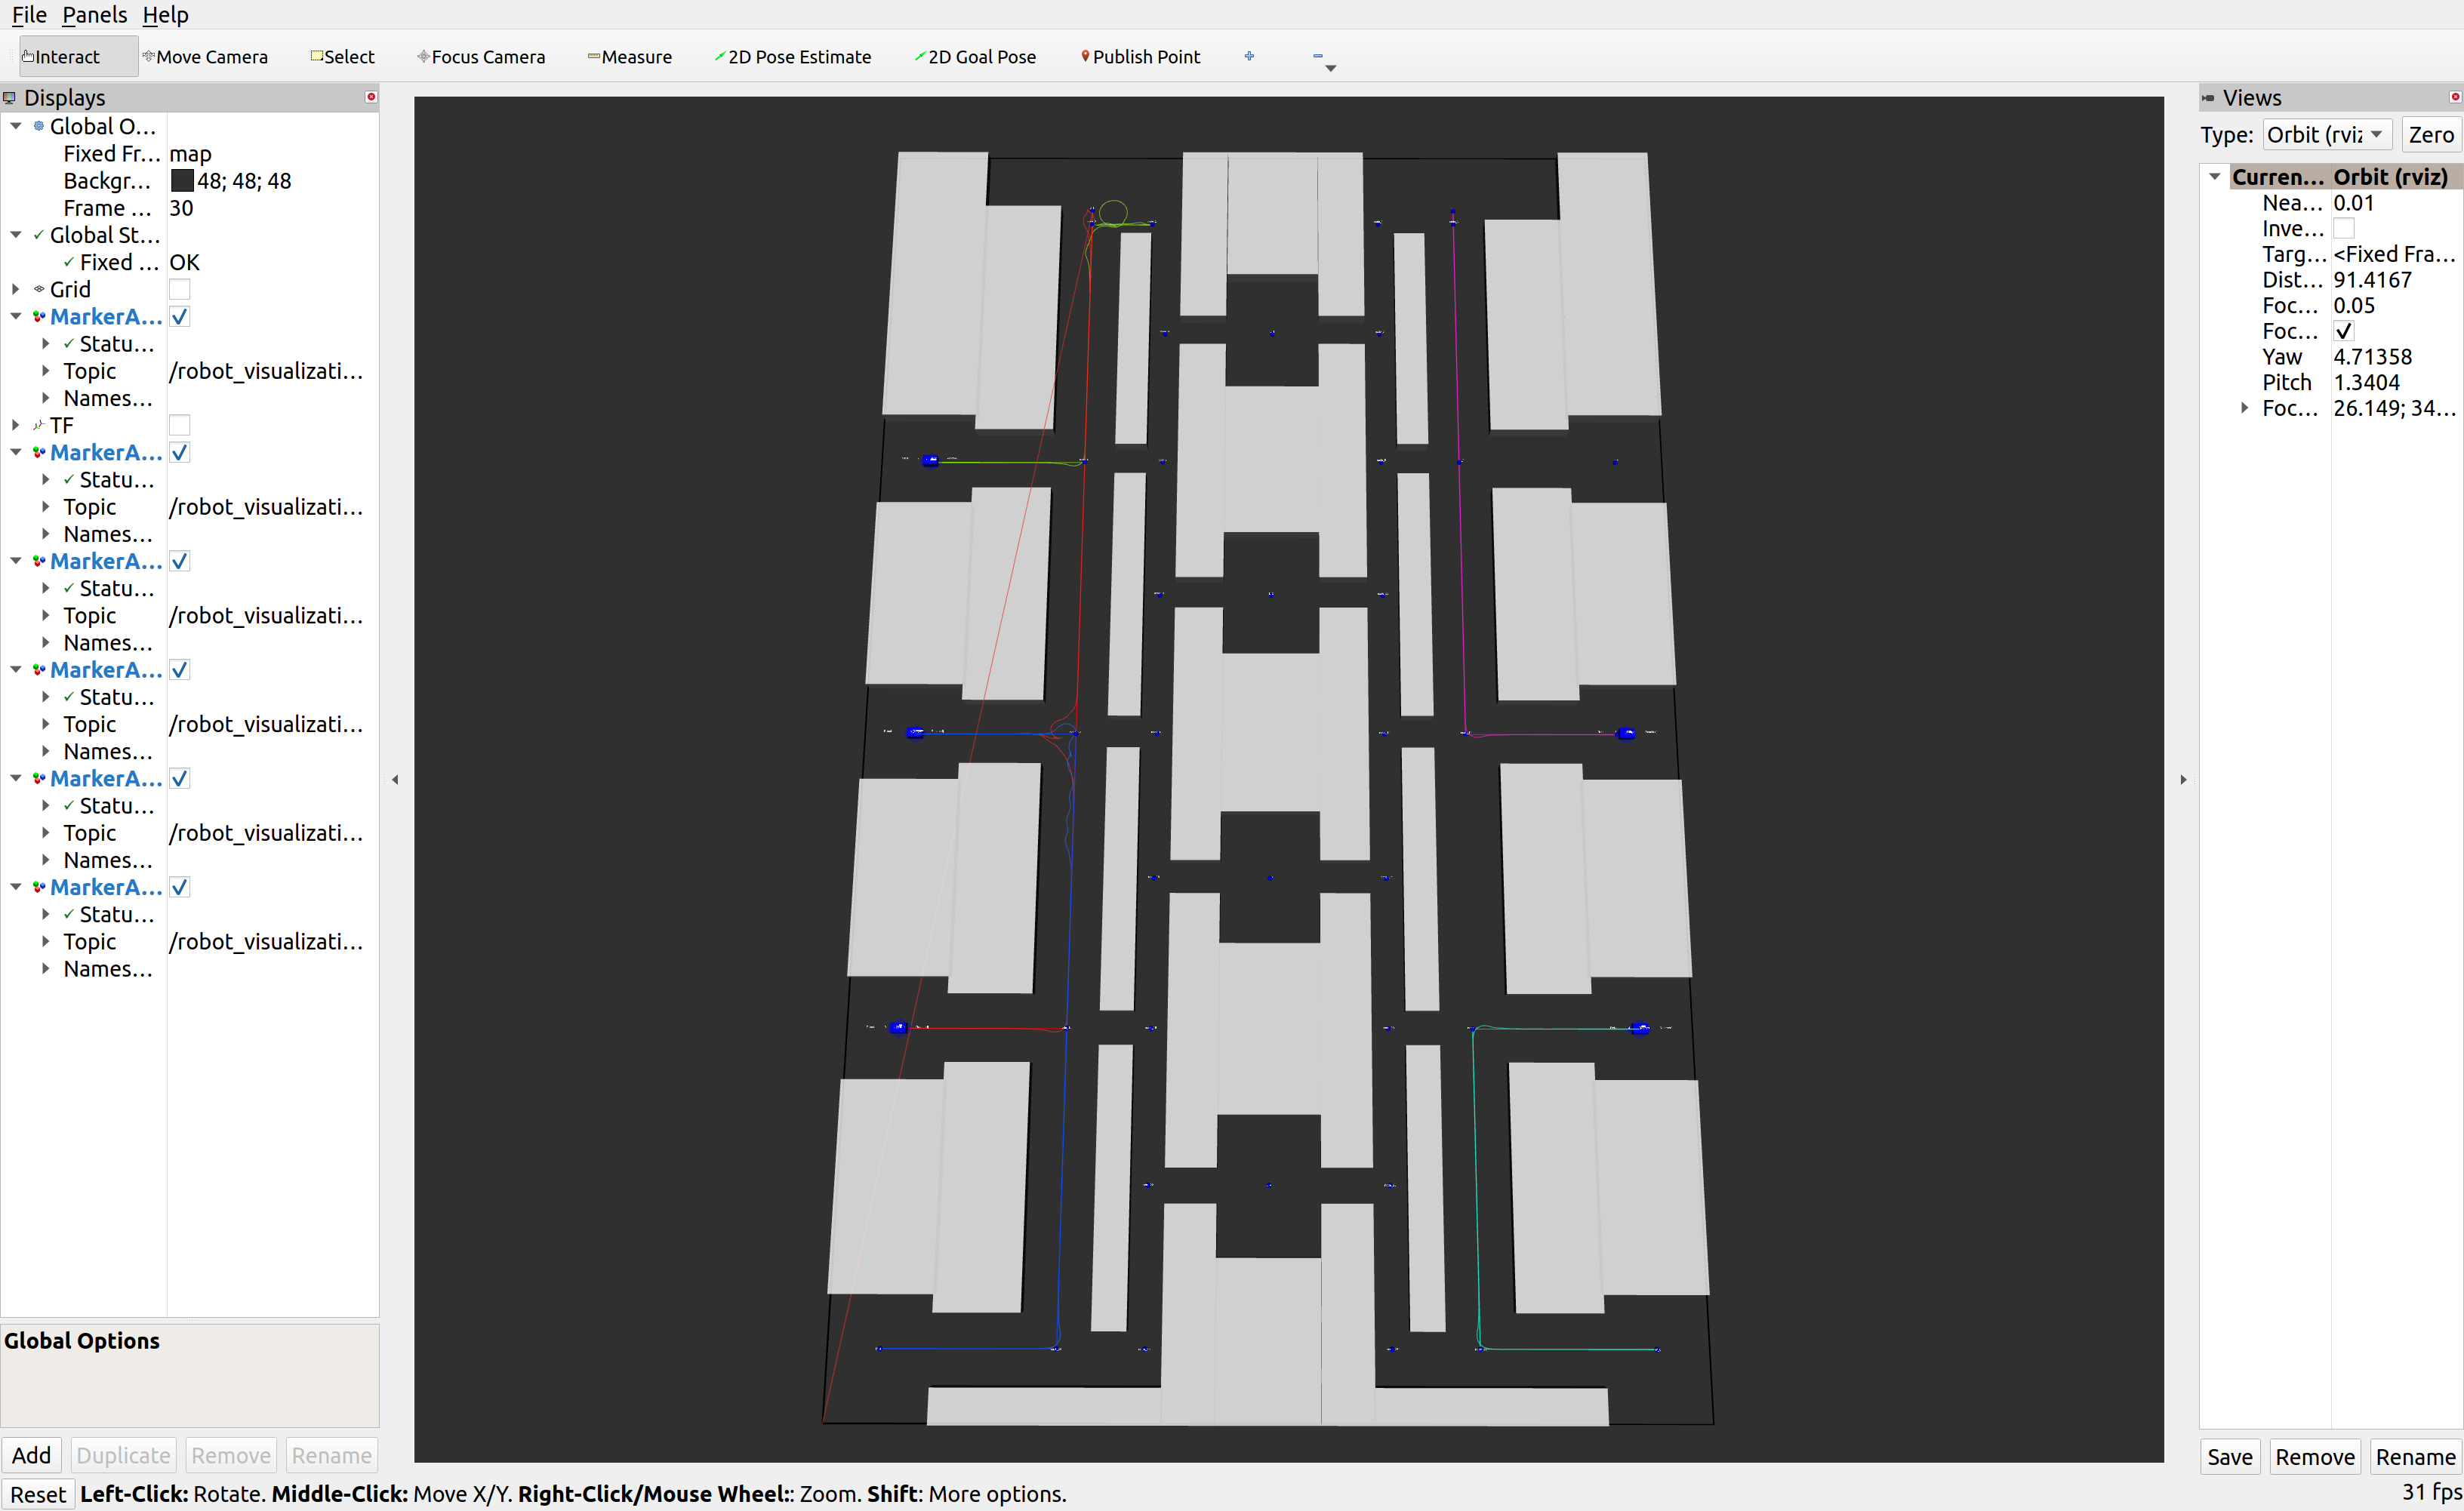 File Panels Help
Interact Move Camera Select Focus Camera Measure 2D Pose Estimate 2D Goal Pose Publish Point
Displays
Global O...
Fixed Fr... map
Backgr... 48; 48; 48
Frame ... 30
Global St...
Fixed ... OK
Grid
MarkerA...
Statu...
Topic /robot_visualizati...
Names...
TF
MarkerA...
Statu...
Topic /robot_visualizati...
Names...
MarkerA...
Statu...
Topic /robot_visualizati...
Names...
MarkerA...
Statu...
Topic /robot_visualizati...
Names...
MarkerA...
Statu...
Topic /robot_visualizati...
Names...
MarkerA...
Statu...
Topic /robot_visualizati...
Names...
Global Options
Add Duplicate Remove Rename
Reset Left-Click: Rotate. Middle-Click: Move X/Y. Right-Click/Mouse Wheel:: Zoom. Shift: More options.
Views
Type: Orbit (rviz Zero
Curren... Orbit (rviz)
Nea... 0.01
Inve...
Targ... <Fixed Fra...
Dist... 91.4167
Foc... 0.05
Foc...
Yaw 4.71358
Pitch 1.3404
Foc... 26.149; 34...
Save Remove Rename
31 fps